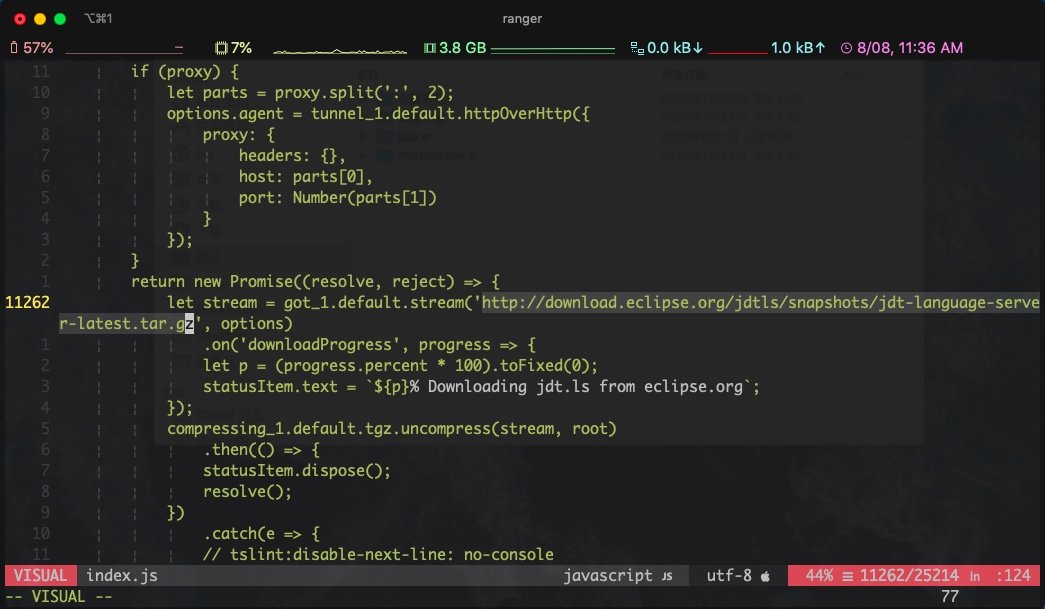 ⌥⌘1 ranger
57% 7% 3.8 GB 0.0 kB↓ 1.0 kB↑ 8/08, 11:36 AM
11 if (proxy) {
10 let parts = proxy.split(':', 2);
9 options.agent = tunnel_1.default.httpOverHttp({
8 proxy: {
7 headers: {},
6 host: parts[0],
5 port: Number(parts[1])
4 }
3 });
2 }
1 return new Promise((resolve, reject) => {
11262 let stream = got_1.default.stream('http://download.eclipse.org/jdtls/snapshots/jdt-language-serve
r-latest.tar.gz', options)
1 .on('downloadProgress', progress => {
2 let p = (progress.percent * 100).toFixed(0);
3 statusItem.text = `${p}% Downloading jdt.ls from eclipse.org`;
4 });
5 compressing_1.default.tgz.uncompress(stream, root)
6 .then(() => {
7 statusItem.dispose();
8 resolve();
9 })
10 .catch(e => {
11 // tslint:disable-next-line: no-console
VISUAL index.js javascript JS utf-8 44% ≡ 11262/25214 ln :124
-- VISUAL -- 77